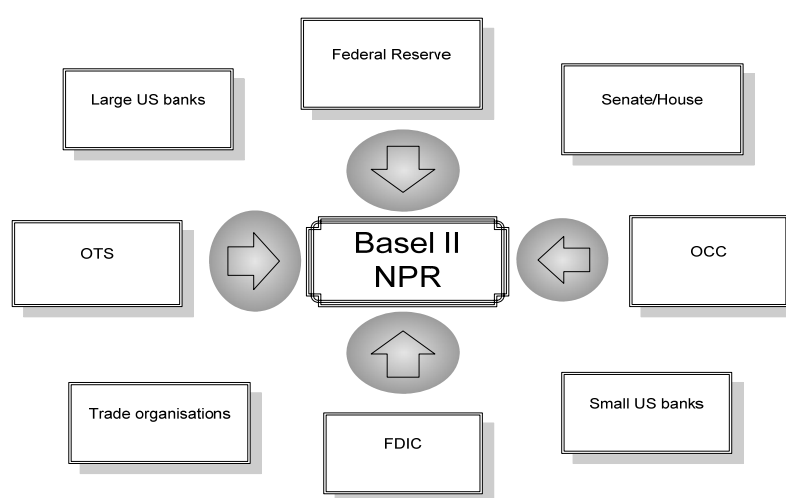 Federal Reserve
Large US banks
Senate/House
OTS
Basel II
NPR
OCC
Trade organisations
Small US banks
FDIC